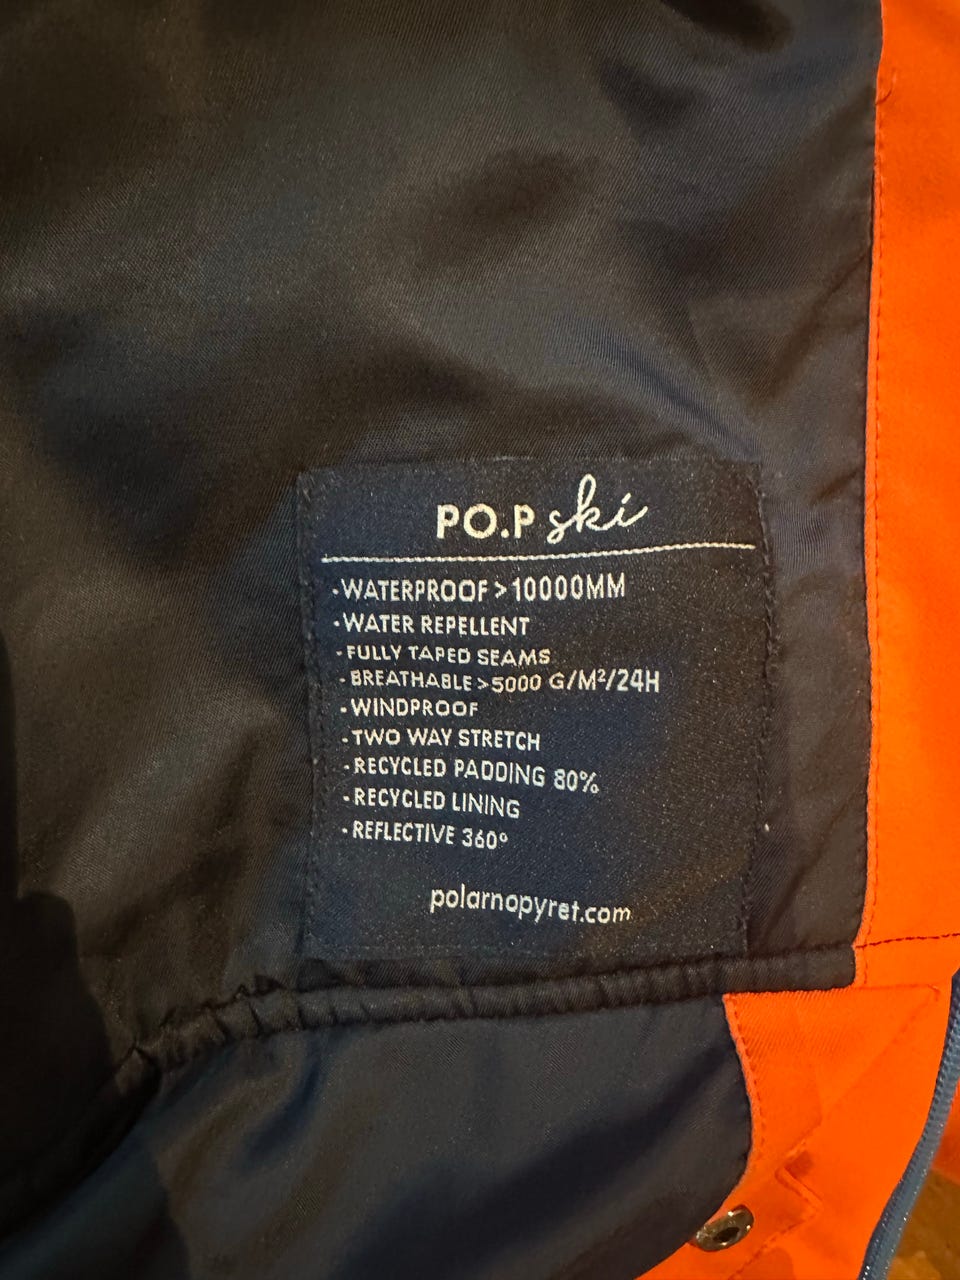 PO.P ski
·WATERPROOF >10000MM
·WATER REPELLENT
·FULLY TAPED SEAMS
·BREATHABLE >5000 G/M²/24H
·WINDPROOF
·TWO WAY STRETCH
·RECYCLED PADDING 80%
·RECYCLED LINING
·REFLECTIVE 360°
polarnopyret.com